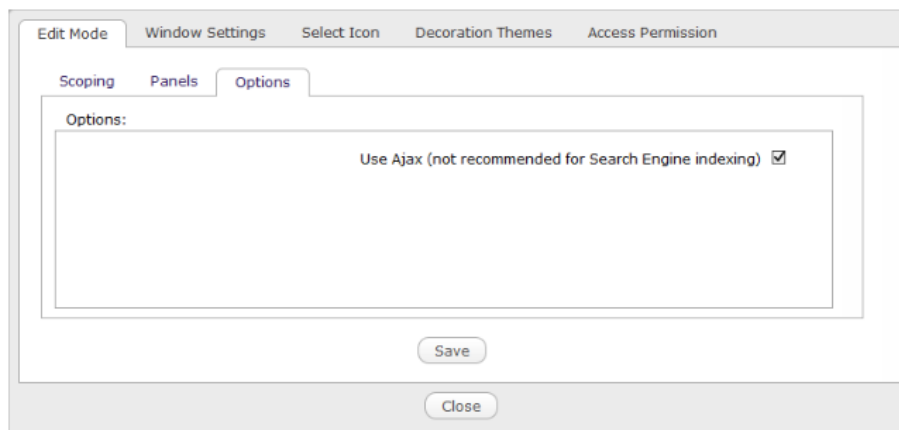 Edit Mode Window Settings Select Icon Decoration Themes Access Permission
Scoping Panels Options
Options:
Use Ajax (not recommended for Search Engine indexing)
Save
Close